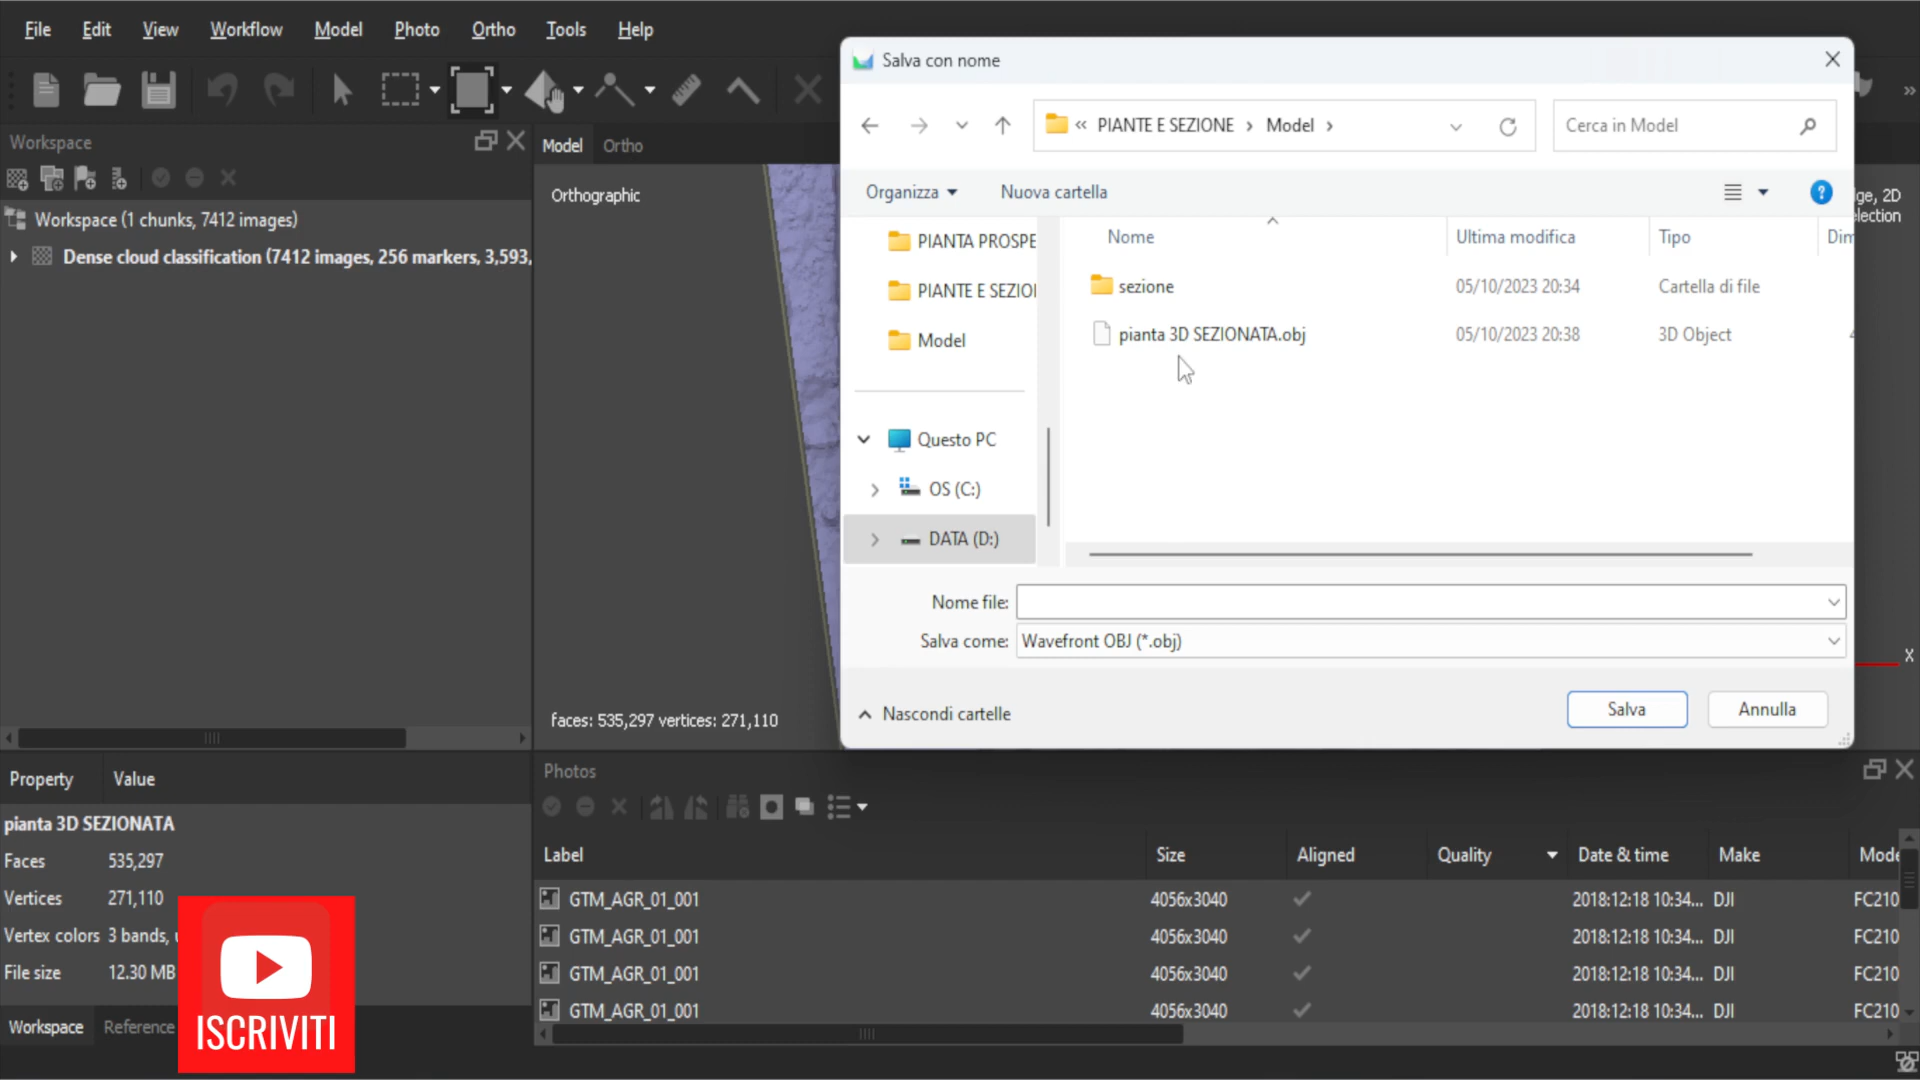 File Edit View Workflow Model Photo Ortho Tools Help
»
Workspace
Workspace (1 chunks, 7412 images)
Dense cloud classification (7412 images, 256 markers, 3,593,
Model Ortho
Orthographic
faces: 535,297 vertices: 271,110
dge, 2D
election
X
Salva con nome
« PIANTE E SEZIONE › Model ›
Cerca in Model
Organizza Nuova cartella
?
PIANTA PROSPE
PIANTE E SEZIO
Model
Questo PC
OS (C:)
DATA (D:)
Nome Ultima modifica Tipo Dim
sezione 05/10/2023 20:34 Cartella di file
pianta 3D SEZIONATA.obj 05/10/2023 20:38 3D Object
Nome file:
Salva come: Wavefront OBJ (*.obj)
Nascondi cartelle
Salva Annulla
Property Value
pianta 3D SEZIONATA
Faces 535,297
Vertices 271,110
Vertex colors 3 bands,
File size 12.30 MB
Workspace Reference
ISCRIVITI
Photos
Label Size Aligned Quality Date & time Make Mode
GTM_AGR_01_001 4056x3040 2018:12:18 10:34... DJI FC210
GTM_AGR_01_001 4056x3040 2018:12:18 10:34... DJI FC210
GTM_AGR_01_001 4056x3040 2018:12:18 10:34... DJI FC210
GTM_AGR_01_001 4056x3040 2018:12:18 10:34... DJI FC210